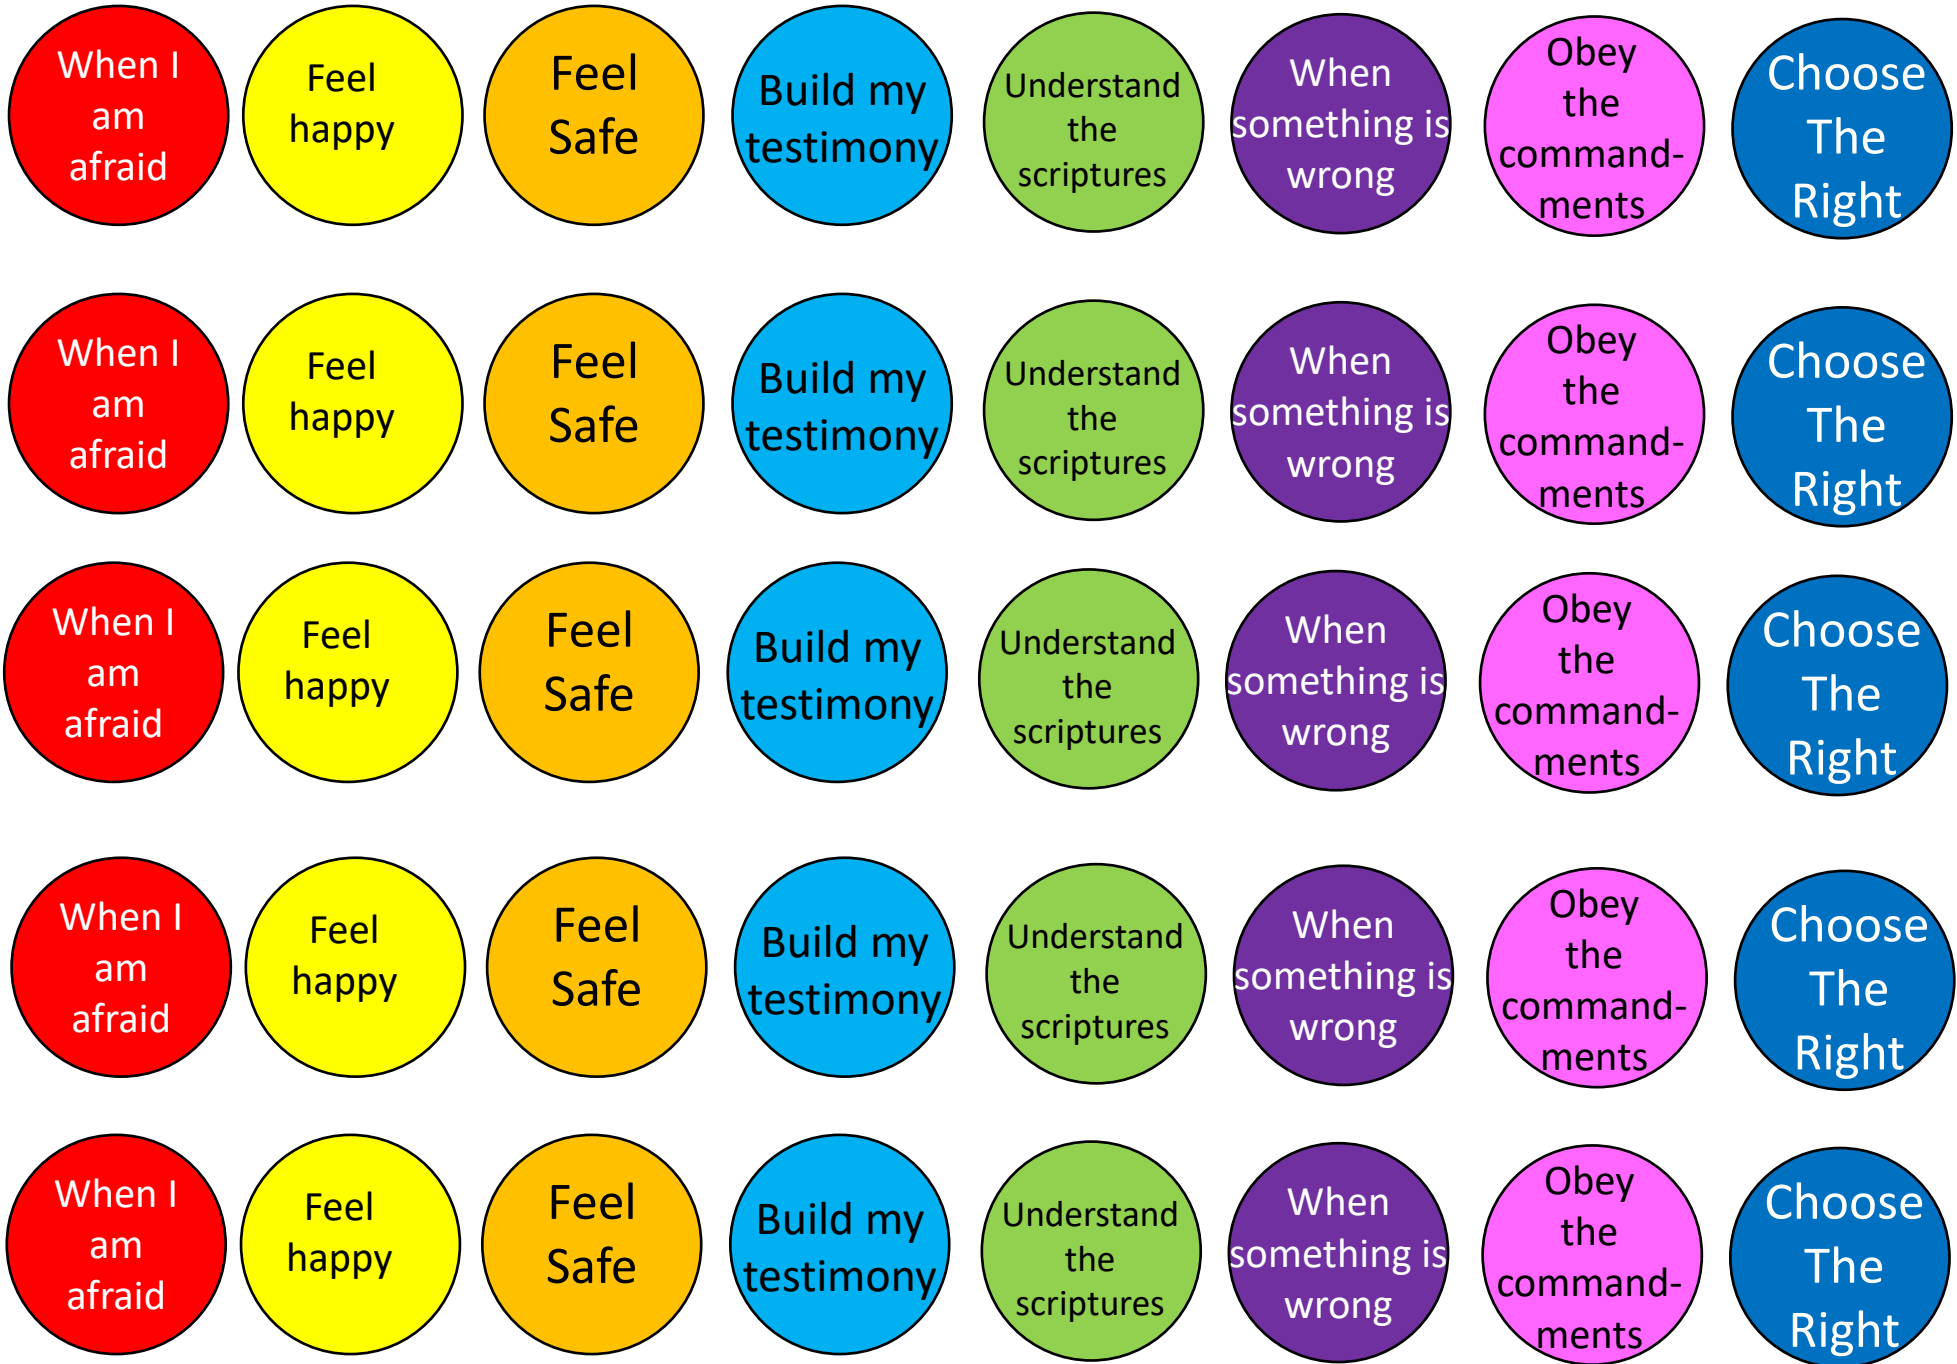 When I
am
afraid
Feel
happy
Feel
Safe
Build my
testimony
Understand
the
scriptures
When
something is
wrong
Obey
the
command-
ments
Choose
The
Right
When I
am
afraid
Feel
happy
Feel
Safe
Build my
testimony
Understand
the
scriptures
When
something is
wrong
Obey
the
command-
ments
Choose
The
Right
When I
am
afraid
Feel
happy
Feel
Safe
Build my
testimony
Understand
the
scriptures
When
something is
wrong
Obey
the
command-
ments
Choose
The
Right
When I
am
afraid
Feel
happy
Feel
Safe
Build my
testimony
Understand
the
scriptures
When
something is
wrong
Obey
the
command-
ments
Choose
The
Right
When I
am
afraid
Feel
happy
Feel
Safe
Build my
testimony
Understand
the
scriptures
When
something is
wrong
Obey
the
command-
ments
Choose
The
Right